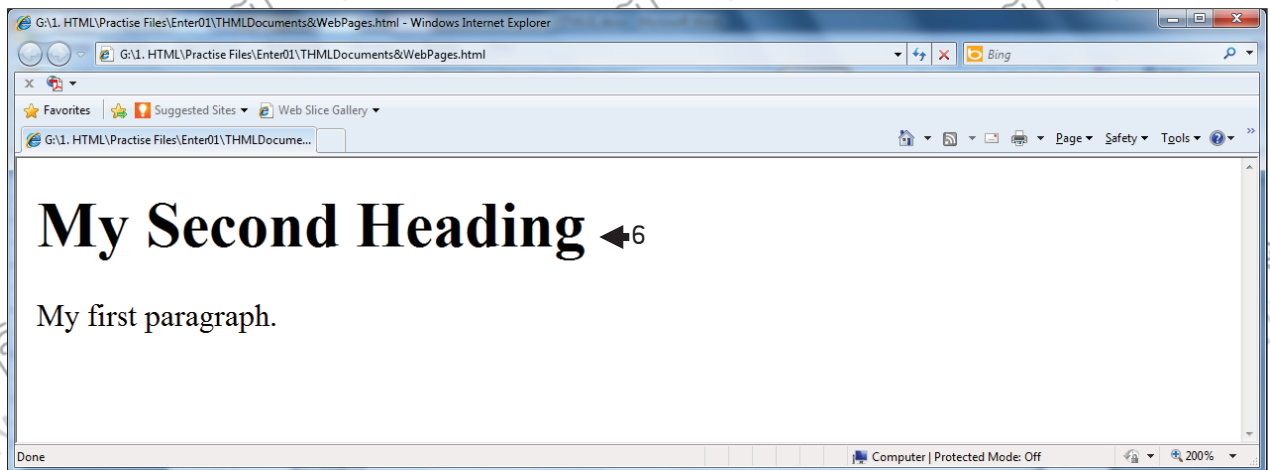 G:\1. HTML\Practise Files\Enter01\THMLDocuments&WebPages.html - Windows Internet Explorer
G:\1. HTML\Practise Files\Enter01\THMLDocuments&WebPages.html
Bing
Favorites Suggested Sites Web Slice Gallery
G:\1. HTML\Practise Files\Enter01\THMLDocume... Page Safety Tools
My Second Heading 6
My first paragraph.
Done Computer | Protected Mode: Off 200%